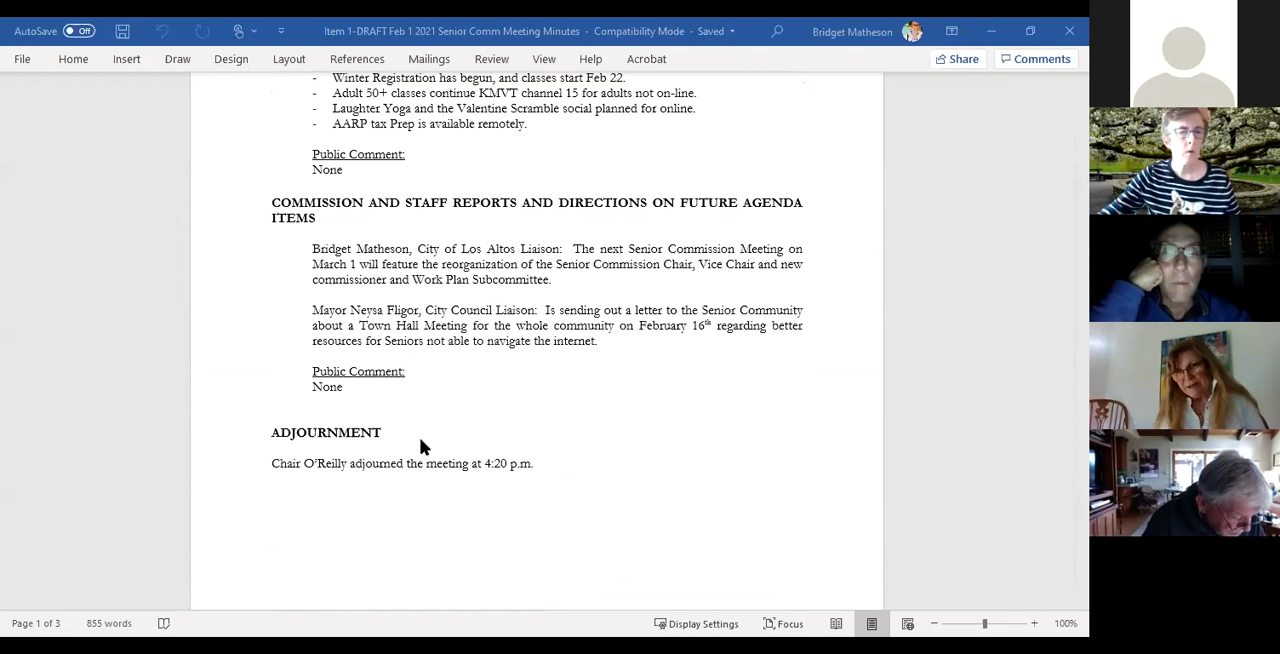 AutoSave Off Item 1-DRAFT Feb 1 2021 Senior Comm Meeting Minutes - Compatibility Mode - Saved Bridget Matheson
File Home Insert Draw Design Layout References Mailings Review View Help Acrobat Share Comments
- Winter Registration has begun, and classes start Feb 22.
- Adult 50+ classes continue KMVT channel 15 for adults not on-line.
- Laughter Yoga and the Valentine Scramble social planned for online.
- AARP tax Prep is available remotely.
Public Comment:
None
COMMISSION AND STAFF REPORTS AND DIRECTIONS ON FUTURE AGENDA
ITEMS
Bridget Matheson, City of Los Altos Liaison: The next Senior Commission Meeting on
March 1 will feature the reorganization of the Senior Commission Chair, Vice Chair and new
commissioner and Work Plan Subcommittee.
Mayor Neysa Fligor, City Council Liaison: Is sending out a letter to the Senior Community
about a Town Hall Meeting for the whole community on February 16th regarding better
resources for Seniors not able to navigate the internet.
Public Comment:
None
ADJOURNMENT
Chair O'Reilly adjourned the meeting at 4:20 p.m.
Page 1 of 3 855 words Display Settings Focus 100%